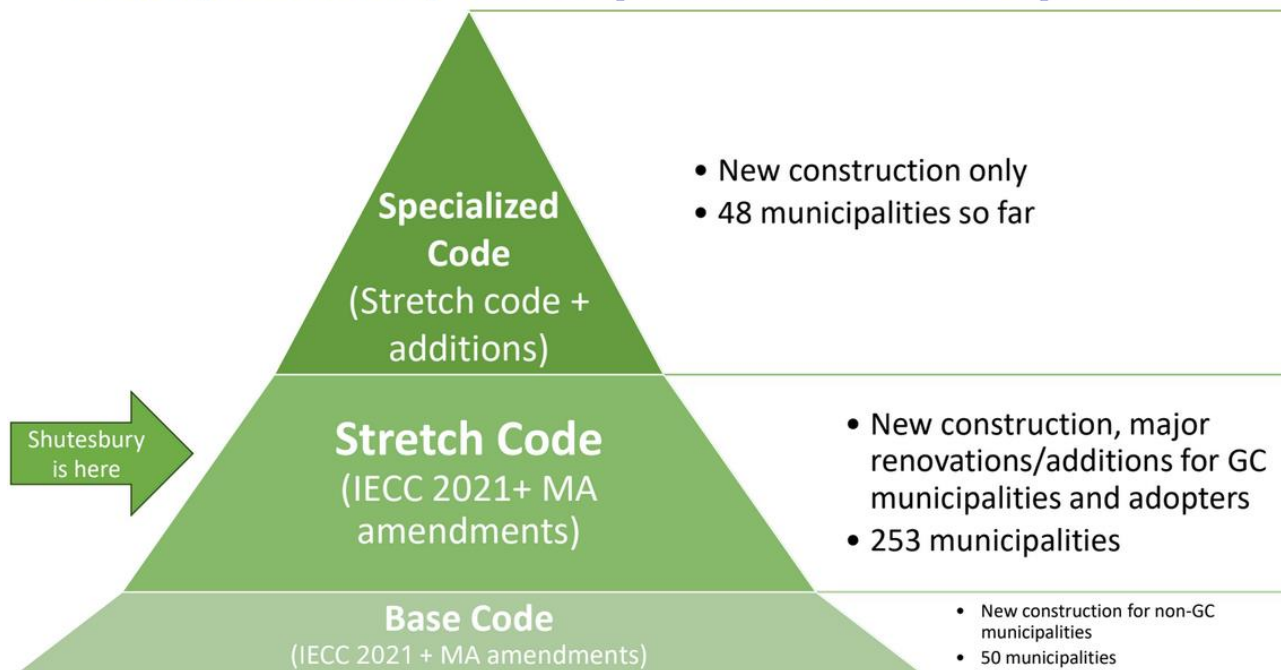 Specialized
Code
(Stretch code +
additions)
• New construction only
• 48 municipalities so far
Shutesbury
is here
Stretch Code
(IECC 2021+ MA
amendments)
• New construction, major
renovations/additions for GC
municipalities and adopters
• 253 municipalities
Base Code
(IECC 2021 + MA amendments)
• New construction for non-GC
municipalities
• 50 municipalities